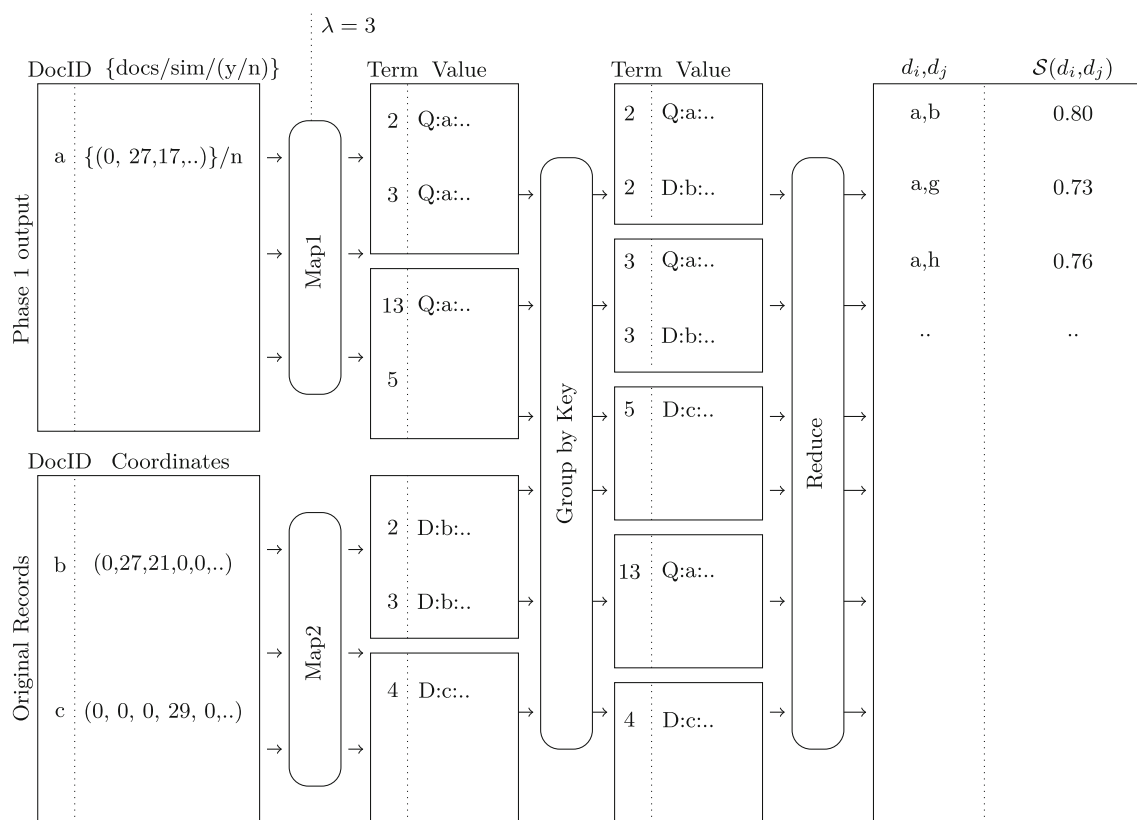 λ = 3
DocID {docs/sim/(y/n)}
Term Value
Term Value
d_i,d_j
S(d_i,d_j)
Phase 1 output
a {(0, 27,17,..)}/n
Map1
2 Q:a:..
3 Q:a:..
13 Q:a:..
5
DocID Coordinates
Original Records
b (0,27,21,0,0,..)
c (0, 0, 0, 29, 0,..)
Map2
2 D:b:..
3 D:b:..
4 D:c:..
Group by Key
2 Q:a:..
2 D:b:..
3 Q:a:..
3 D:b:..
5 D:c:..
13 Q:a:..
4 D:c:..
Reduce
a,b 0.80
a,g 0.73
a,h 0.76
.. ..